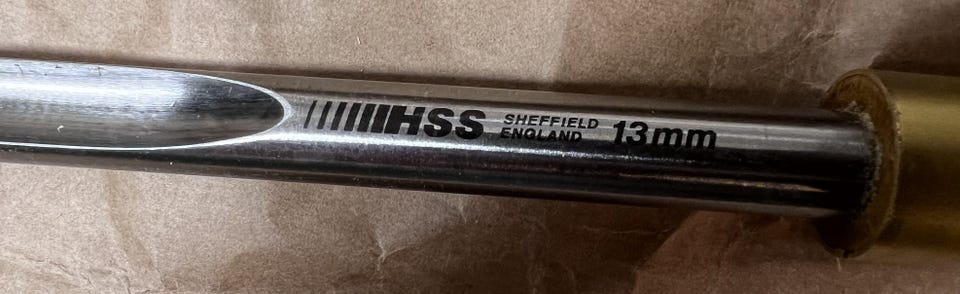 HSS
SHEFFIELD
ENGLAND
13mm